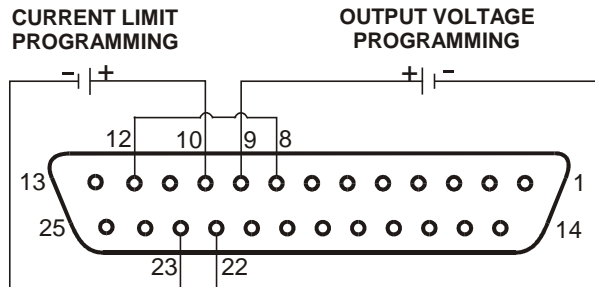 CURRENT LIMIT
PROGRAMMING
OUTPUT VOLTAGE
PROGRAMMING
- +
+ -
12 10 9 8
13 1
25 14
23 22